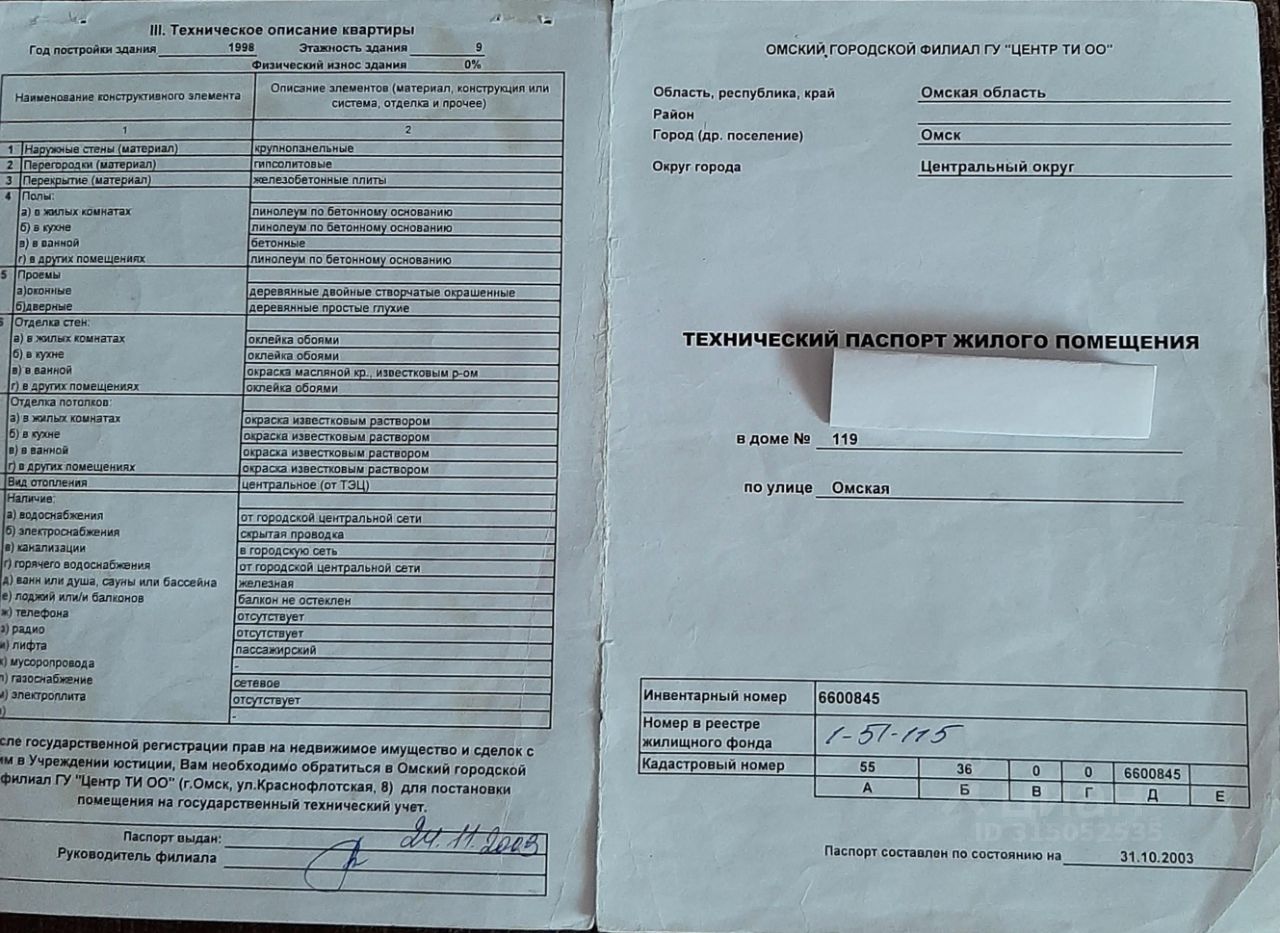 III. Техническое описание квартиры
Год постройки здания 1998 Этажность здания 9
Физический износ здания 0%
Наименование конструктивного элемента
Описание элементов (материал, конструкция или система, отделка и прочее)
1 2
1 Наружные стены (материал) крупнопанельные
2 Перегородки (материал) гипсолитовые
3 Перекрытие (материал) железобетонные плиты
4 Полы:
а) в жилых комнатах линолеум по бетонному основанию
б) в кухне линолеум по бетонному основанию
в) в ванной бетонные
г) в других помещениях линолеум по бетонному основанию
5 Проемы
а)оконные деревянные двойные створчатые окрашенные
б)дверные деревянные простые глухие
6 Отделка стен:
а) в жилых комнатах оклейка обоями
б) в кухне оклейка обоями
в) в ванной окраска масляной кр., известковым р-ом
г) в других помещениях оклейка обоями
Отделка потолков:
а) в жилых комнатах окраска известковым раствором
б) в кухне окраска известковым раствором
в) в ванной окраска известковым раствором
г) в других помещениях окраска известковым раствором
Вид отопления центральное (от ТЭЦ)
Наличие:
а) водоснабжения от городской центральной сети
б) электроснабжения скрытая проводка
в) канализации в городскую сеть
г) горячего водоснабжения от городской центральной сети
д) ванн или душа, сауны или бассейна железная
е) лоджий или/и балконов балкон не остеклен
ж) телефона отсутствует
з) радио отсутствует
и) лифта пассажирский
к) мусоропровода -
л) газоснабжение сетевое
м) электроплита отсутствует
-
сле государственной регистрации прав на недвижимое имущество и сделок с
им в Учреждении юстиции, Вам необходимо обратиться в Омский городской
филиал ГУ "Центр ТИ ОО" (г.Омск, ул.Краснофлотская, 8) для постановки
помещения на государственный технический учет.
Паспорт выдан: 24.11.2003
Руководитель филиала
ОМСКИЙ ГОРОДСКОЙ ФИЛИАЛ ГУ "ЦЕНТР ТИ ОО"
Область, республика, край Омская область
Район
Город (др. поселение) Омск
Округ города Центральный округ
ТЕХНИЧЕСКИЙ ПАСПОРТ ЖИЛОГО ПОМЕЩЕНИЯ
в доме № 119
по улице Омская
Инвентарный номер 6600845
Номер в реестре жилищного фонда 1-51-115
Кадастровый номер 55 36 0 0 6600845
А Б В Г Д Е
циан
ID 315052835
Паспорт составлен по состоянию на 31.10.2003